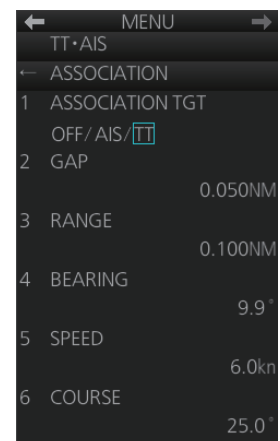 ← MENU →
TT・AIS
← ASSOCIATION
1 ASSOCIATION TGT
OFF/AIS/TT
2 GAP
0.050NM
3 RANGE
0.100NM
4 BEARING
9.9°
5 SPEED
6.0kn
6 COURSE
25.0°